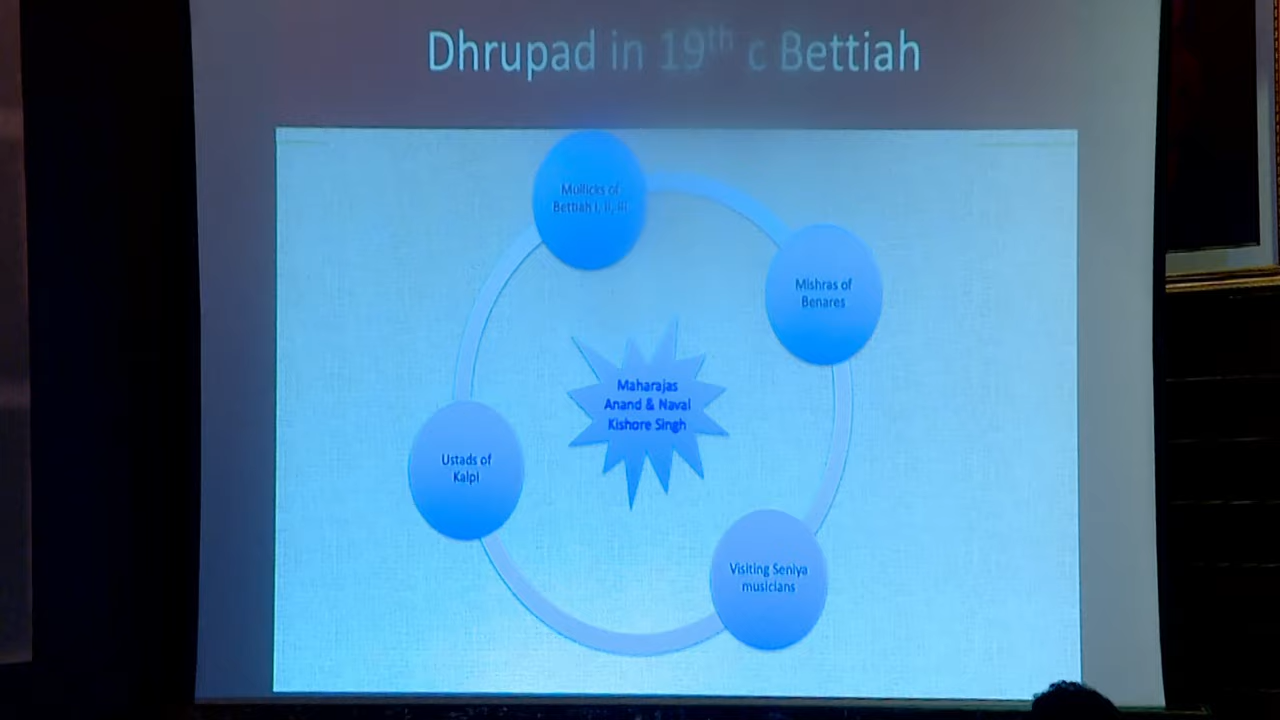 Dhrupad in 19th c Bettiah
Mullicks of
Bettiah I, II, III
Mishras of
Benares
Maharajas
Anand & Naval
Kishore Singh
Ustads of
Kalpi
Visiting Seniya
musicians